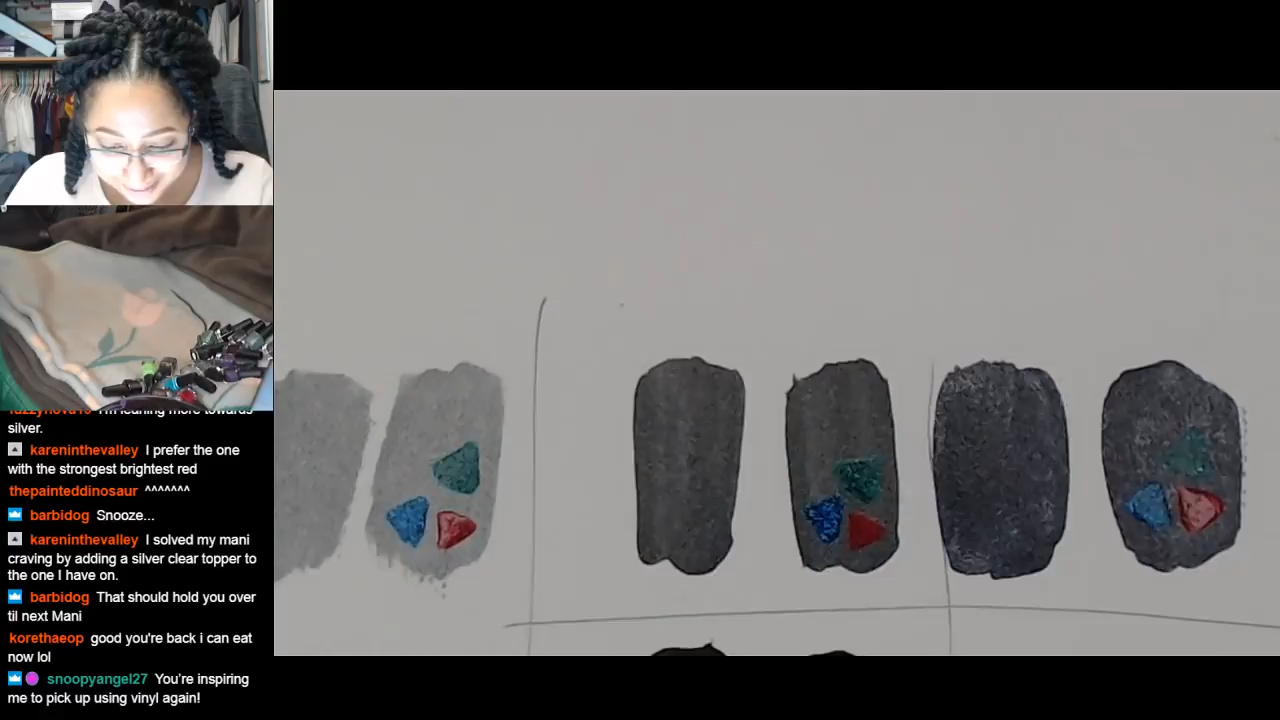 silver.
kareninthevalley I prefer the one
with the strongest brightest red
thepainteddinosaur ^^^^^^^
barbidog Snooze...
kareninthevalley I solved my mani
craving by adding a silver clear topper to
the one I have on.
barbidog That should hold you over
til next Mani
korethaeop good you're back i can eat
now lol
snoopyangel27 You're inspiring
me to pick up using vinyl again!